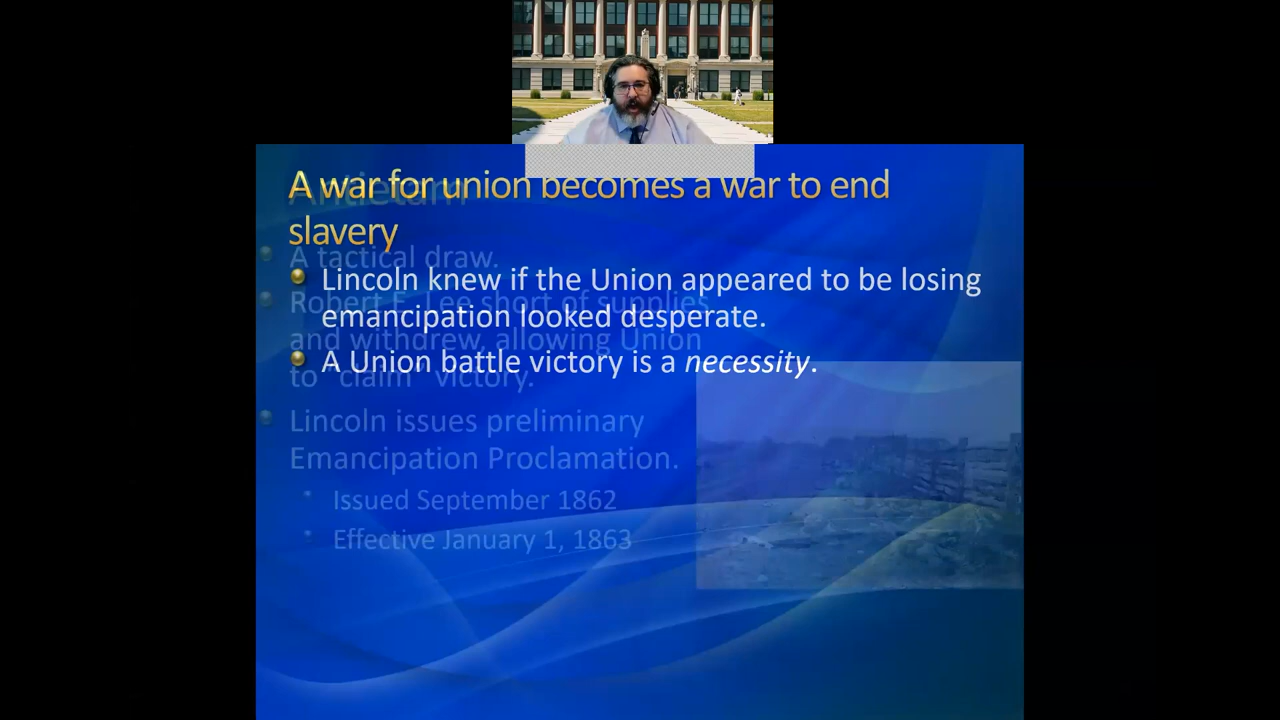 A war for union becomes a war to end
slavery
Lincoln knew if the Union appeared to be losing
emancipation looked desperate.
A Union battle victory is a necessity.
Antietam
A tactical draw.
Robert E. Lee short of supplies
and withdrew, allowing Union
to "claim" victory.
Lincoln issues preliminary
Emancipation Proclamation.
Issued September 1862
Effective January 1, 1863